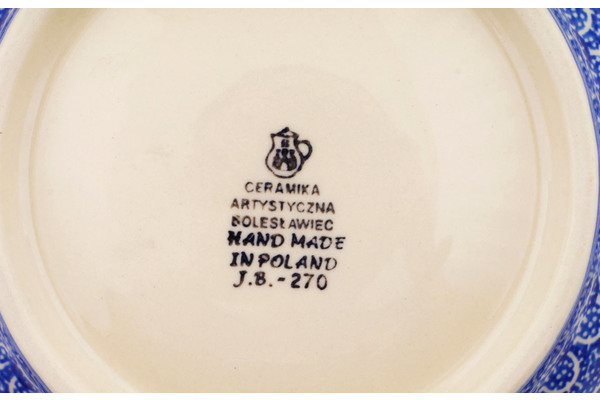 CERAMIKA
ARTYSTYCZNA
BOLESŁAWIEC
HAND MADE
IN POLAND
J.B.-270